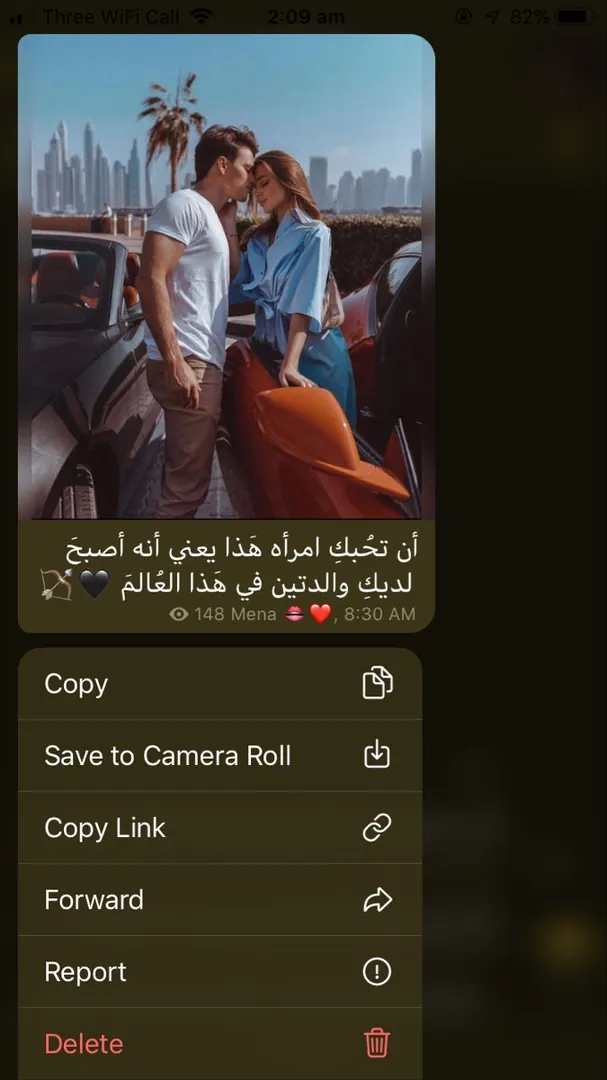 Three WiFi Call 2:09 am 82%
أن تحُبكِ امرأه هَذا يعني أنه أصبحَ
لديكِ والدتين في هَذا العُالمَ 🖤🏹
148 Mena 💋❤️, 8:30 AM
Copy
Save to Camera Roll
Copy Link
Forward
Report
Delete